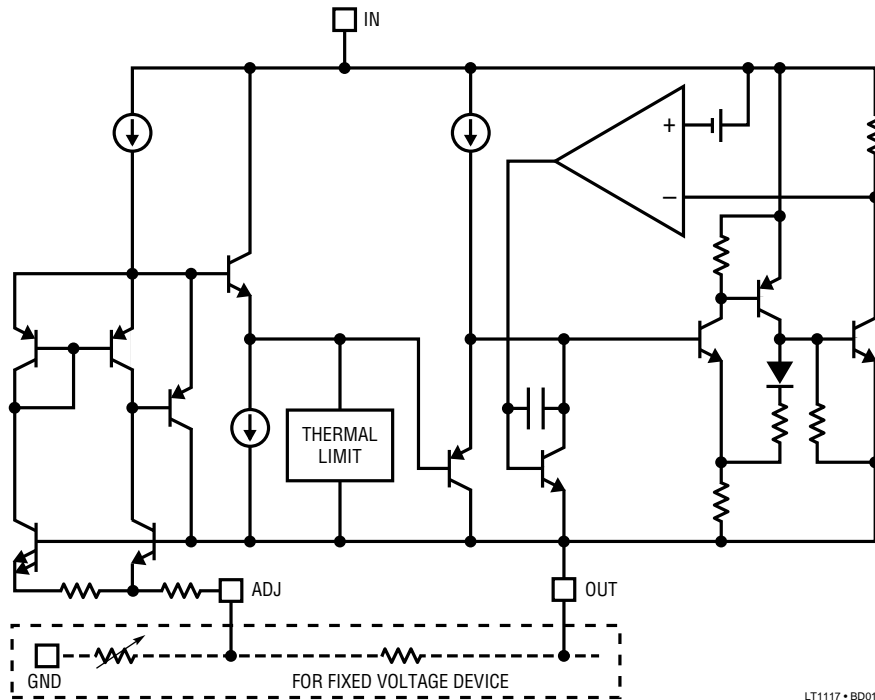 IN
+
–
THERMAL
LIMIT
ADJ
OUT
GND
FOR FIXED VOLTAGE DEVICE
LT1117 • BD01